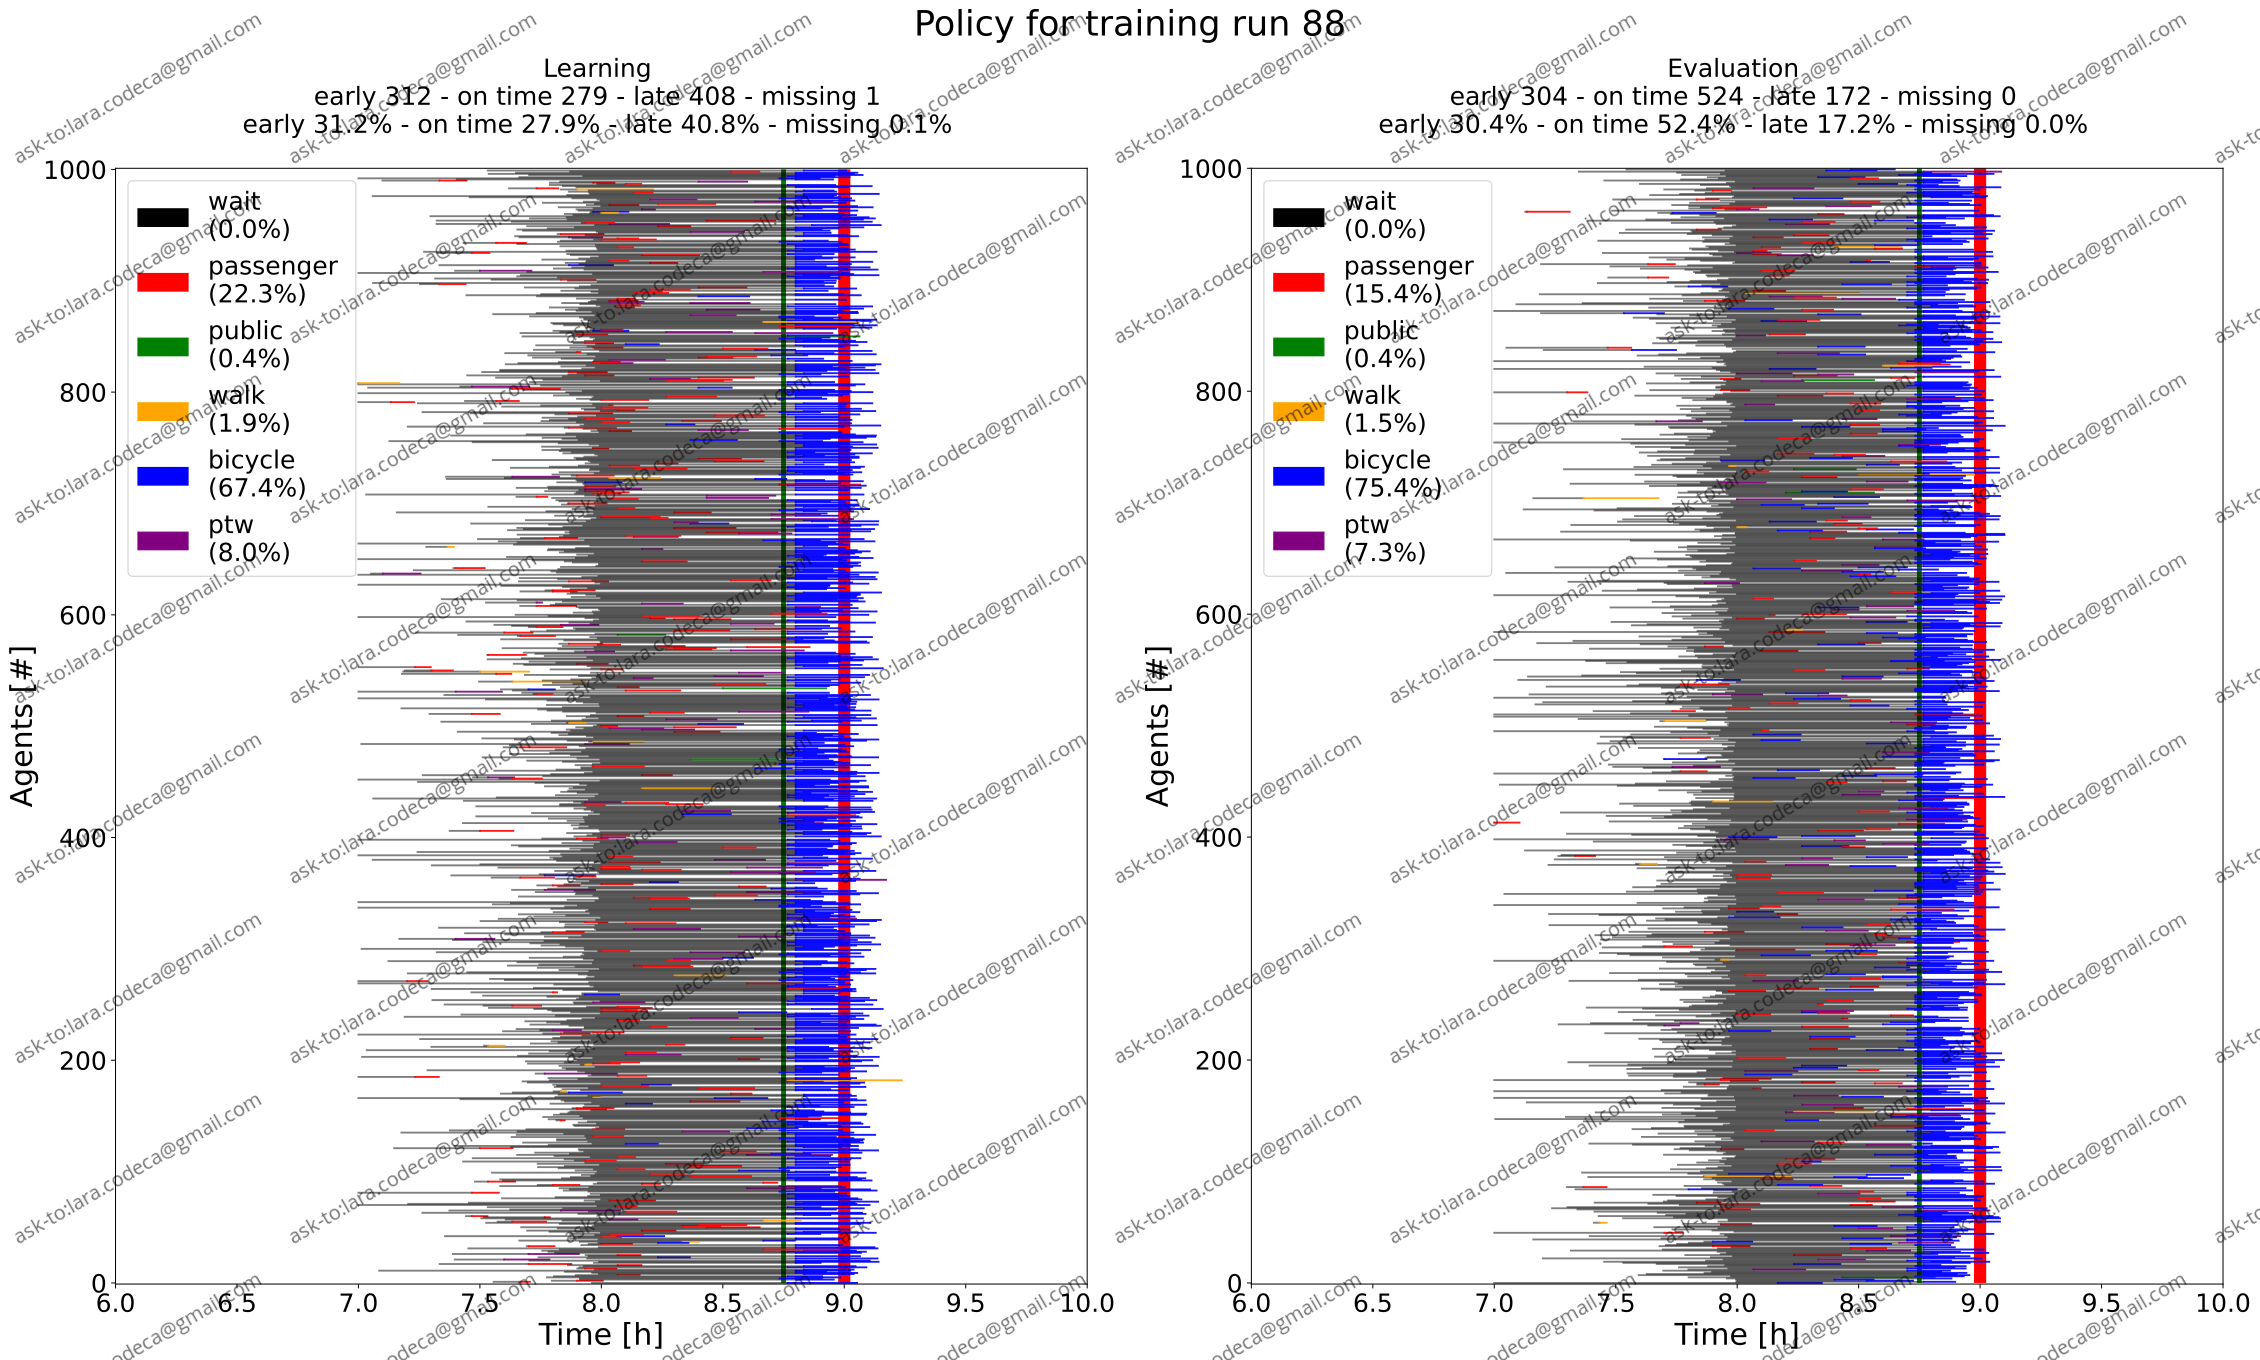 Policy for training run 88
Learning
early 312 - on time 279 - late 408 - missing 1
early 31.2% - on time 27.9% - late 40.8% - missing 0.1%
1000
800
600
400
200
0
Agents [#]
wait
(0.0%)
passenger
(22.3%)
public
(0.4%)
walk
(1.9%)
bicycle
(67.4%)
ptw
(8.0%)
6.0 6.5 7.0 7.5 8.0 8.5 9.0 9.5 10.0
Time [h]
Evaluation
early 304 - on time 524 - late 172 - missing 0
early 30.4% - on time 52.4% - late 17.2% - missing 0.0%
1000
800
600
400
200
0
Agents [#]
wait
(0.0%)
passenger
(15.4%)
public
(0.4%)
walk
(1.5%)
bicycle
(75.4%)
ptw
(7.3%)
6.0 6.5 7.0 7.5 8.0 8.5 9.0 9.5 10.0
Time [h]
ask-to:lara.codeca@gmail.com